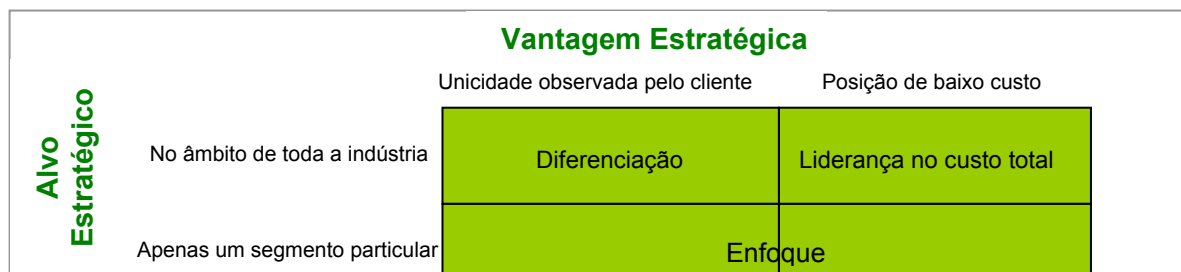 Vantagem Estratégica
Unicidade observada pelo cliente
Posição de baixo custo
Alvo
Estratégico
No âmbito de toda a indústria
Diferenciação
Liderança no custo total
Apenas um segmento particular
Enfoque